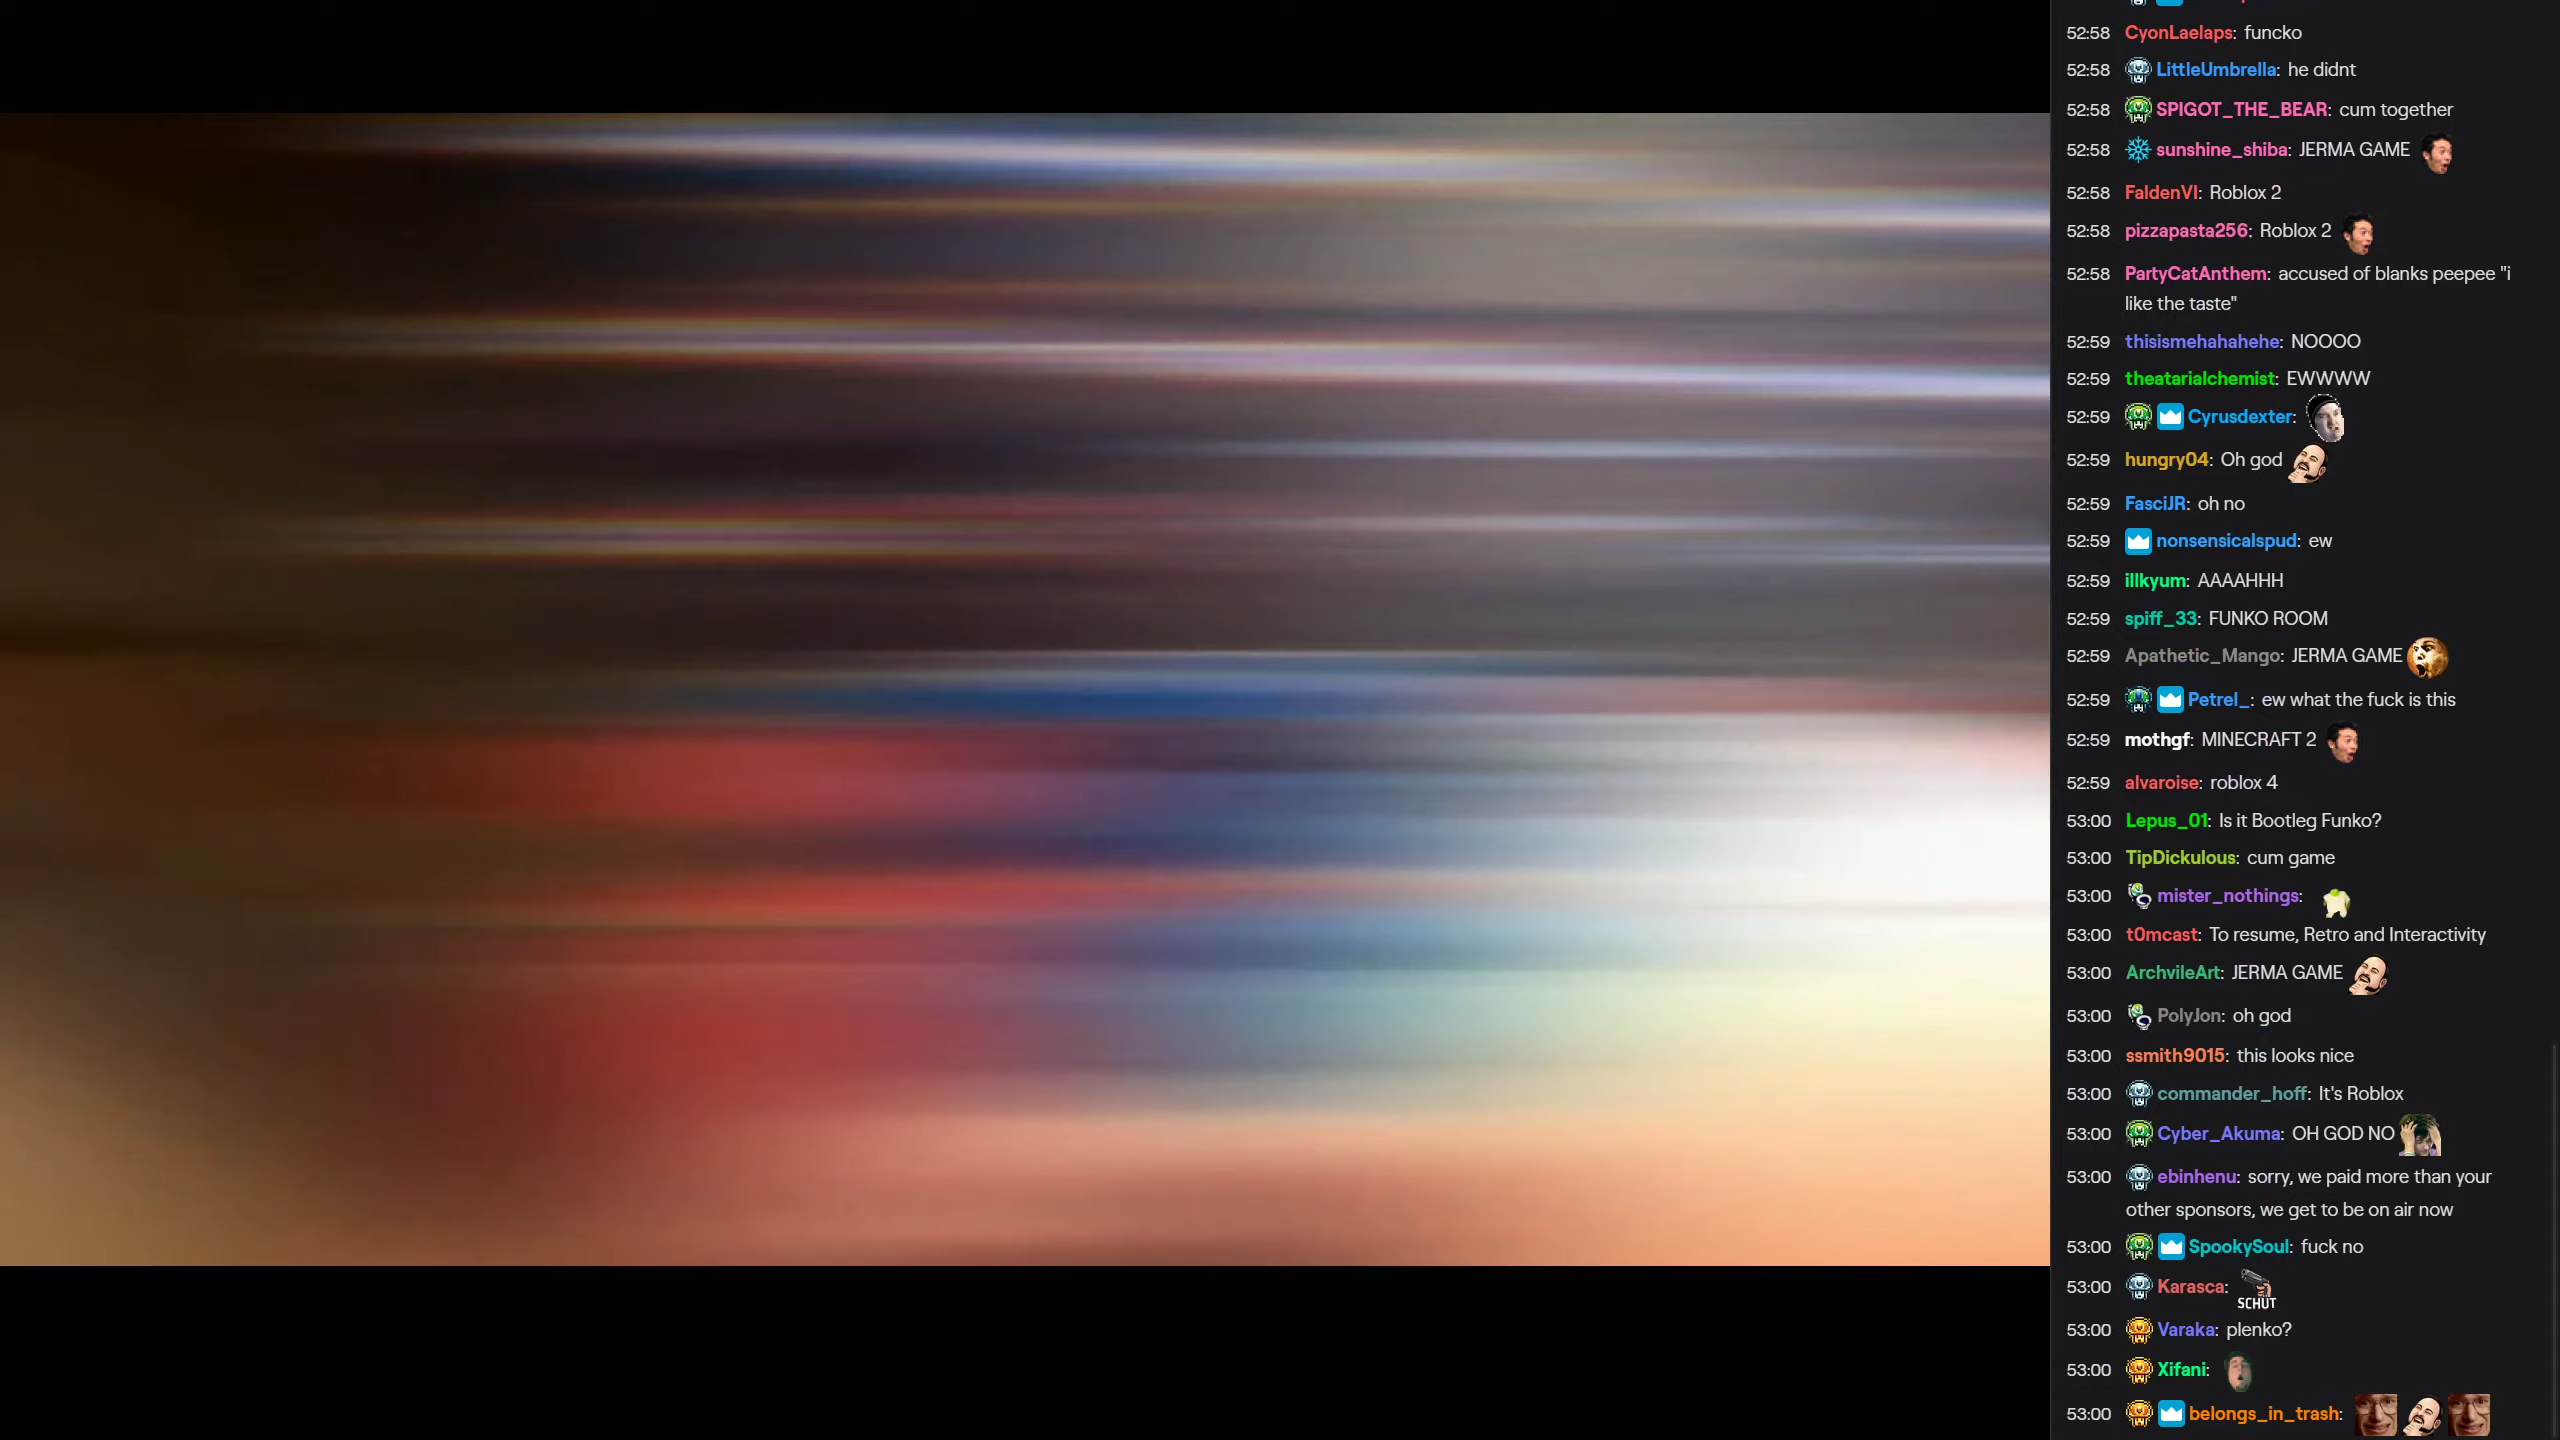 52:58 CyonLaelaps: funcko
52:58 LittleUmbrella: he didnt
52:58 SPIGOT_THE_BEAR: cum together
52:58 sunshine_shiba: JERMA GAME
52:58 FaldenVI: Roblox 2
52:58 pizzapasta256: Roblox 2
52:58 PartyCatAnthem: accused of blanks peepee "i
like the taste"
52:59 thisismehahahehe: NOOOO
52:59 theatarialchemist: EWWWW
52:59 Cyrusdexter:
52:59 hungry04: Oh god
52:59 FasciJR: oh no
52:59 nonsensicalspud: ew
52:59 illkyum: AAAAHHH
52:59 spiff_33: FUNKO ROOM
52:59 Apathetic_Mango: JERMA GAME
52:59 Petrel_: ew what the fuck is this
52:59 mothgf: MINECRAFT 2
52:59 alvaroise: roblox 4
53:00 Lepus_01: Is it Bootleg Funko?
53:00 TipDickulous: cum game
53:00 mister_nothings:
53:00 t0mcast: To resume, Retro and Interactivity
53:00 ArchvileArt: JERMA GAME
53:00 PolyJon: oh god
53:00 ssmith9015: this looks nice
53:00 commander_hoff: It's Roblox
53:00 Cyber_Akuma: OH GOD NO
53:00 ebinhenu: sorry, we paid more than your
other sponsors, we get to be on air now
53:00 SpookySoul: fuck no
53:00 Karasca: SCHUT
53:00 Varaka: plenko?
53:00 Xifani:
53:00 belongs_in_trash: